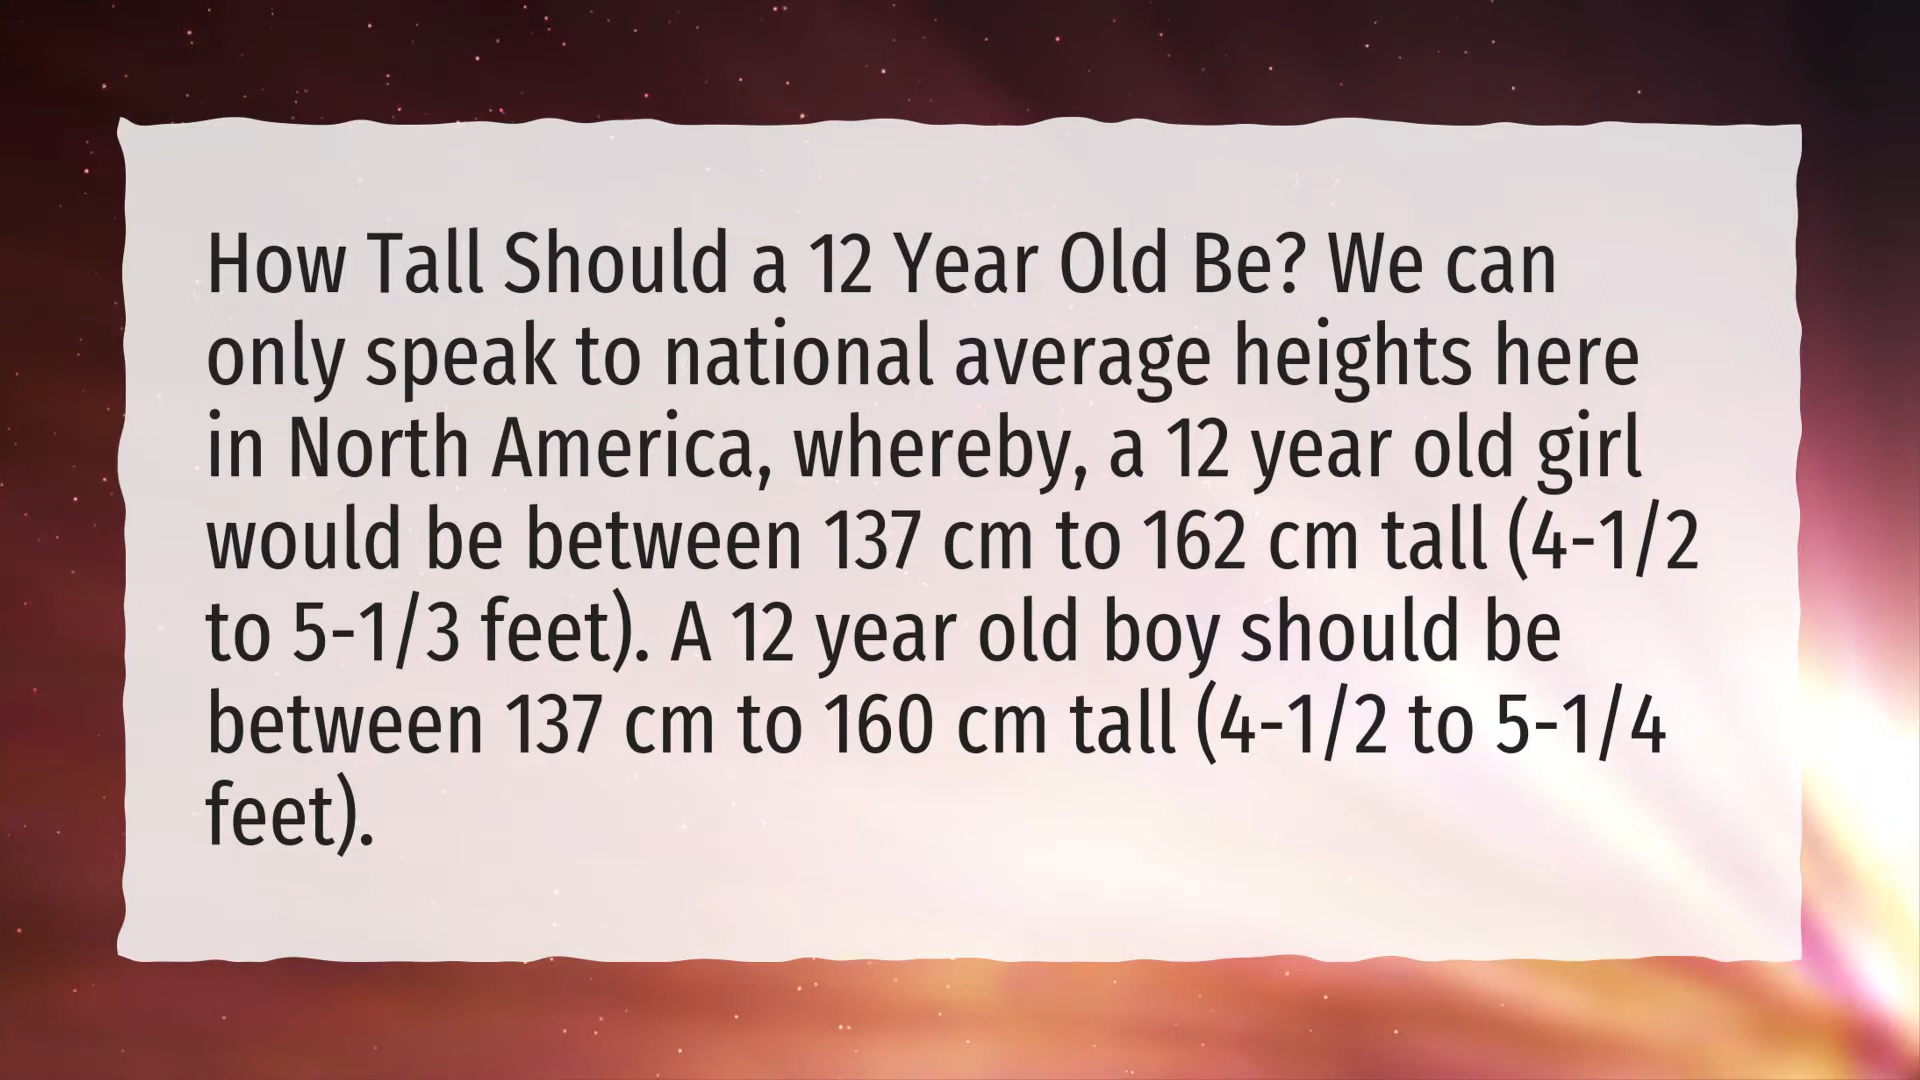 How Tall Should a 12 Year Old Be? We can
only speak to national average heights here
in North America, whereby, a 12 year old girl
would be between 137 cm to 162 cm tall (4-1/2
to 5-1/3 feet). A 12 year old boy should be
between 137 cm to 160 cm tall (4-1/2 to 5-1/4
feet).